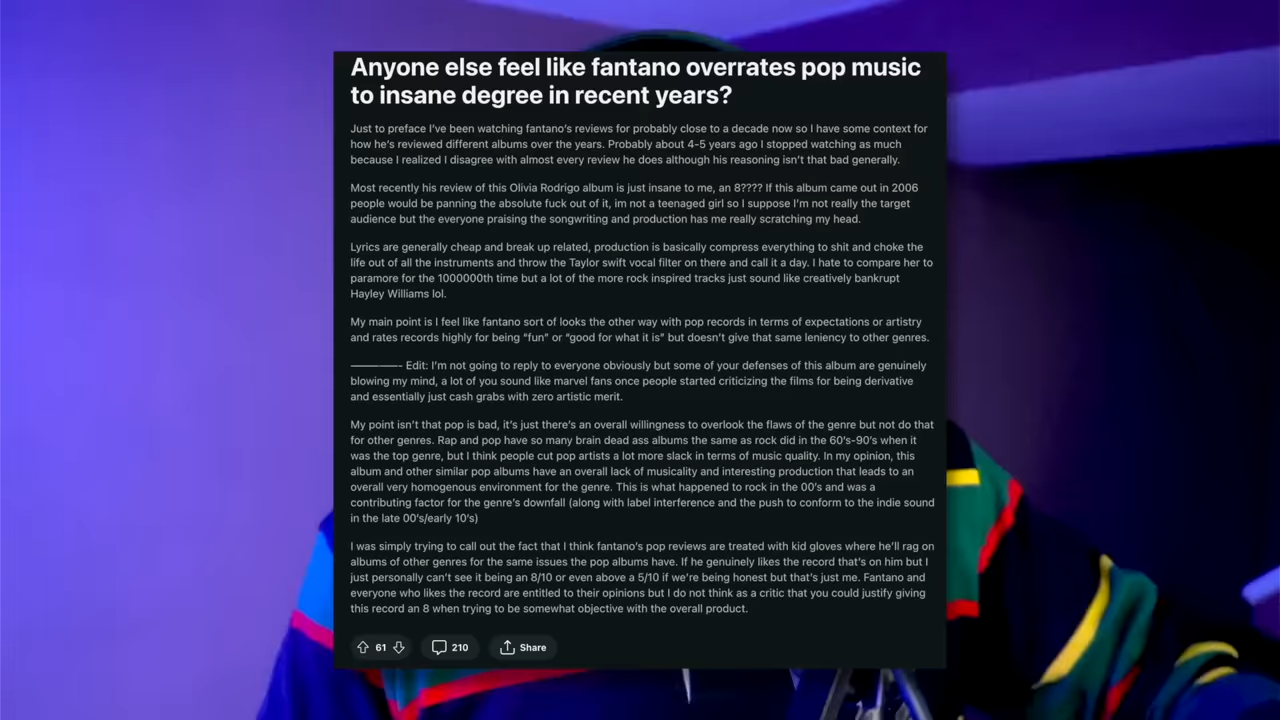 Anyone else feel like fantano overrates pop music
to insane degree in recent years?
Just to preface I've been watching fantano's reviews for probably close to a decade now so I have some context for
how he's reviewed different albums over the years. Probably about 4-5 years ago I stopped watching as much
because I realized I disagree with almost every review he does although his reasoning isn't that bad generally.
Most recently his review of this Olivia Rodrigo album is just insane to me, an 8???? If this album came out in 2006
people would be panning the absolute fuck out of it, im not a teenaged girl so I suppose I'm not really the target
audience but the everyone praising the songwriting and production has me really scratching my head.
Lyrics are generally cheap and break up related, production is basically compress everything to shit and choke the
life out of all the instruments and throw the Taylor swift vocal filter on there and call it a day. I hate to compare her to
paramore for the 1000000th time but a lot of the more rock inspired tracks just sound like creatively bankrupt
Hayley Williams lol.
My main point is I feel like fantano sort of looks the other way with pop records in terms of expectations or artistry
and rates records highly for being "fun" or "good for what it is" but doesn't give that same leniency to other genres.
————- Edit: I'm not going to reply to everyone obviously but some of your defenses of this album are genuinely
blowing my mind, a lot of you sound like marvel fans once people started criticizing the films for being derivative
and essentially just cash grabs with zero artistic merit.
My point isn't that pop is bad, it's just there's an overall willingness to overlook the flaws of the genre but not do that
for other genres. Rap and pop have so many brain dead ass albums the same as rock did in the 60's-90's when it
was the top genre, but I think people cut pop artists a lot more slack in terms of music quality. In my opinion, this
album and other similar pop albums have an overall lack of musicality and interesting production that leads to an
overall very homogenous environment for the genre. This is what happened to rock in the 00's and was a
contributing factor for the genre's downfall (along with label interference and the push to conform to the indie sound
in the late 00's/early 10's)
I was simply trying to call out the fact that I think fantano's pop reviews are treated with kid gloves where he'll rag on
albums of other genres for the same issues the pop albums have. If he genuinely likes the record that's on him but I
just personally can't see it being an 8/10 or even above a 5/10 if we're being honest but that's just me. Fantano and
everyone who likes the record are entitled to their opinions but I do not think as a critic that you could justify giving
this record an 8 when trying to be somewhat objective with the overall product.
61 210 Share